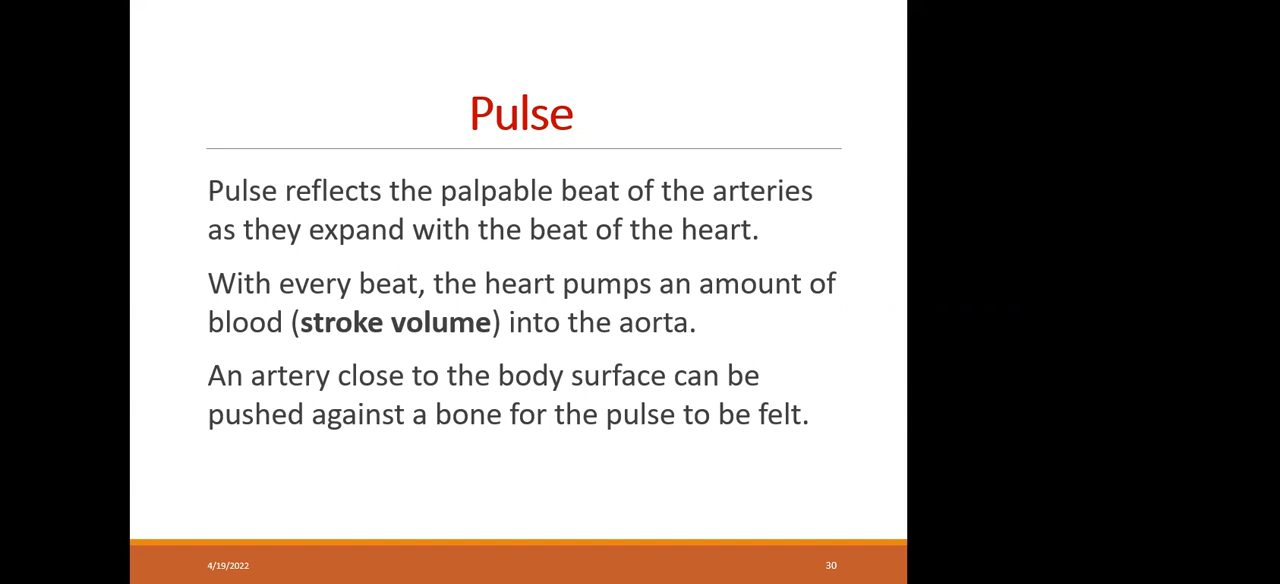 Pulse
Pulse reflects the palpable beat of the arteries
as they expand with the beat of the heart.
With every beat, the heart pumps an amount of
blood (stroke volume) into the aorta.
An artery close to the body surface can be
pushed against a bone for the pulse to be felt.
4/19/2022
30